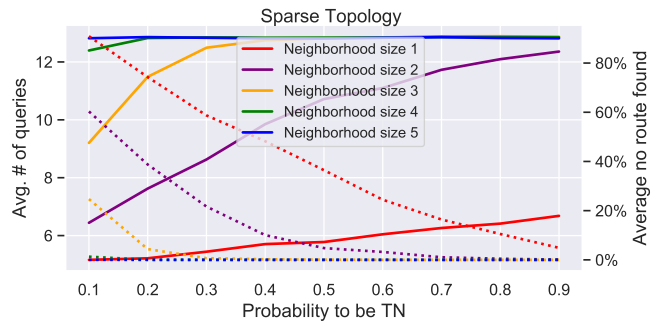 Sparse Topology
Avg. # of queries
12
10
8
6
Neighborhood size 1
Neighborhood size 2
Neighborhood size 3
Neighborhood size 4
Neighborhood size 5
80%
60%
40%
20%
0%
Average no route found
0.1 0.2 0.3 0.4 0.5 0.6 0.7 0.8 0.9
Probability to be TN